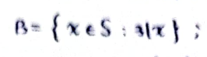 B = { x ∈ S : 3|x } ;